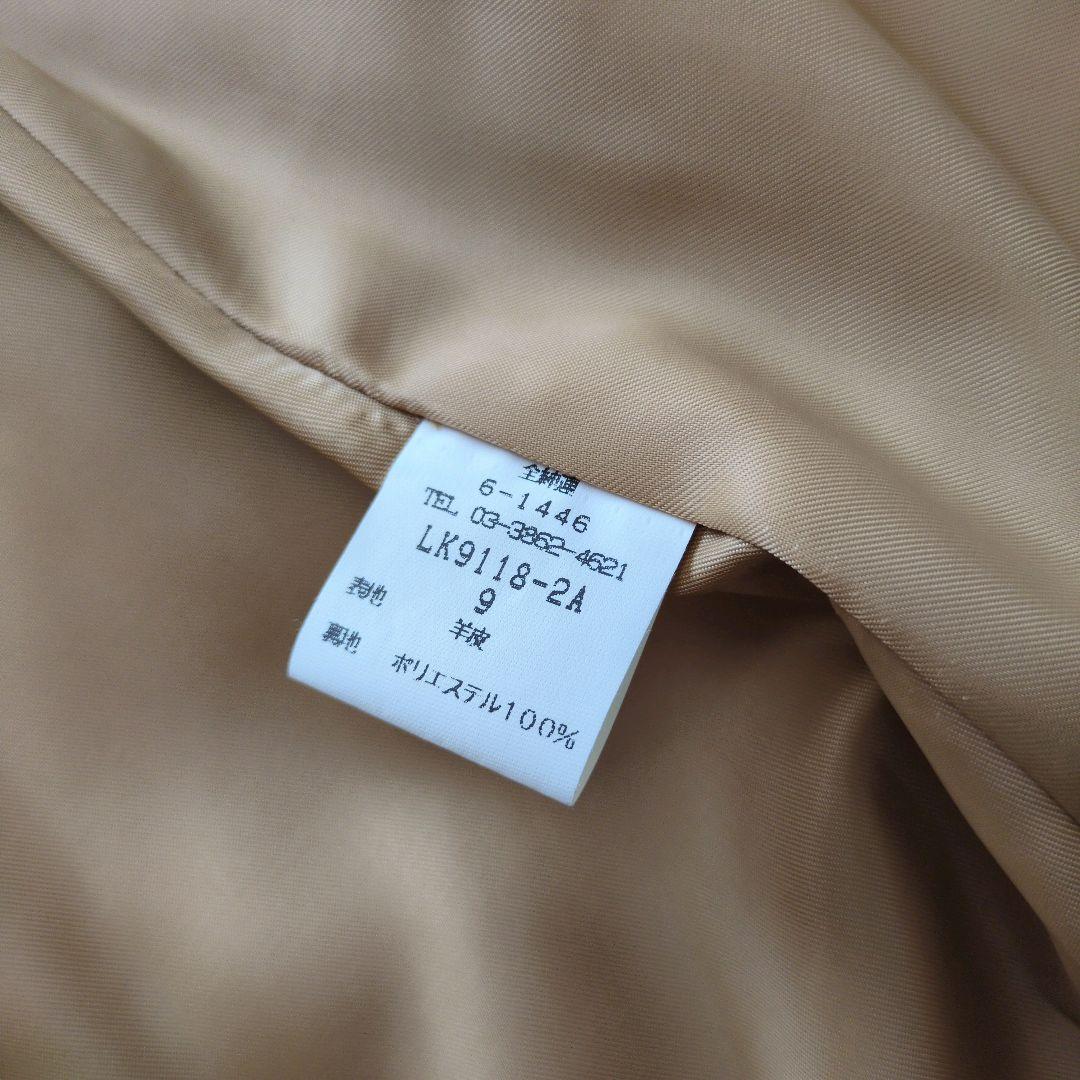 全綿連
6-1446
TEL 03-3862-4621
LK9118-2A
9
表地 羊皮
裏地 ポリエステル100%